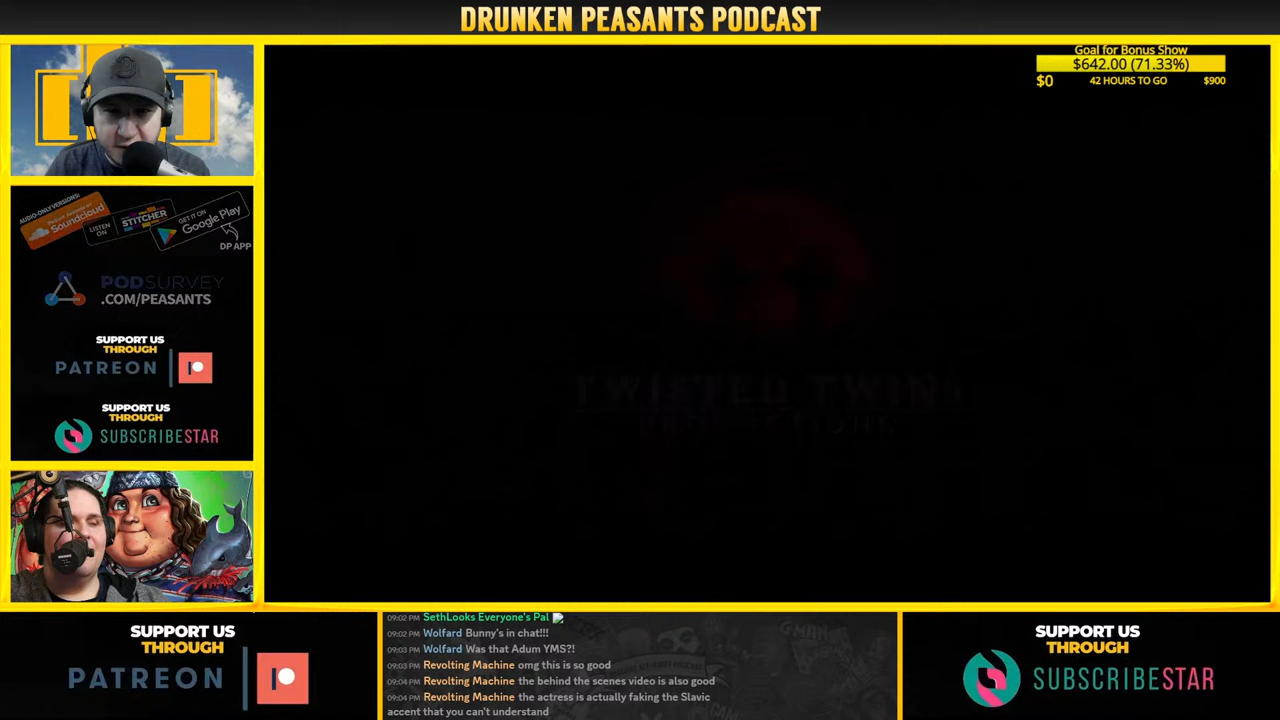 DRUNKEN PEASANTS PODCAST
Goal for Bonus Show
$642.00 (71.33%)
$0 42 HOURS TO GO $900
AUDIO-ONLY VERSIONS!
Soundcloud
LISTEN ON STITCHER
GET IT ON Google Play
DP APP
PODSURVEY
.COM/PEASANTS
SUPPORT US
THROUGH
PATREON
SUPPORT US
THROUGH
SUBSCRIBESTAR
TWISTED TWINS
PRODUCTIONS
SUPPORT US
THROUGH
PATREON
09:02 PM SethLooks Everyone's Pal
09:02 PM Wolfard Bunny's in chat!!!
09:03 PM Wolfard Was that Adum YMS?!
09:03 PM Revolting Machine omg this is so good
09:04 PM Revolting Machine the behind the scenes video is also good
09:04 PM Revolting Machine the actress is actually faking the Slavic
accent that you can't understand
SUPPORT US
THROUGH
SUBSCRIBESTAR